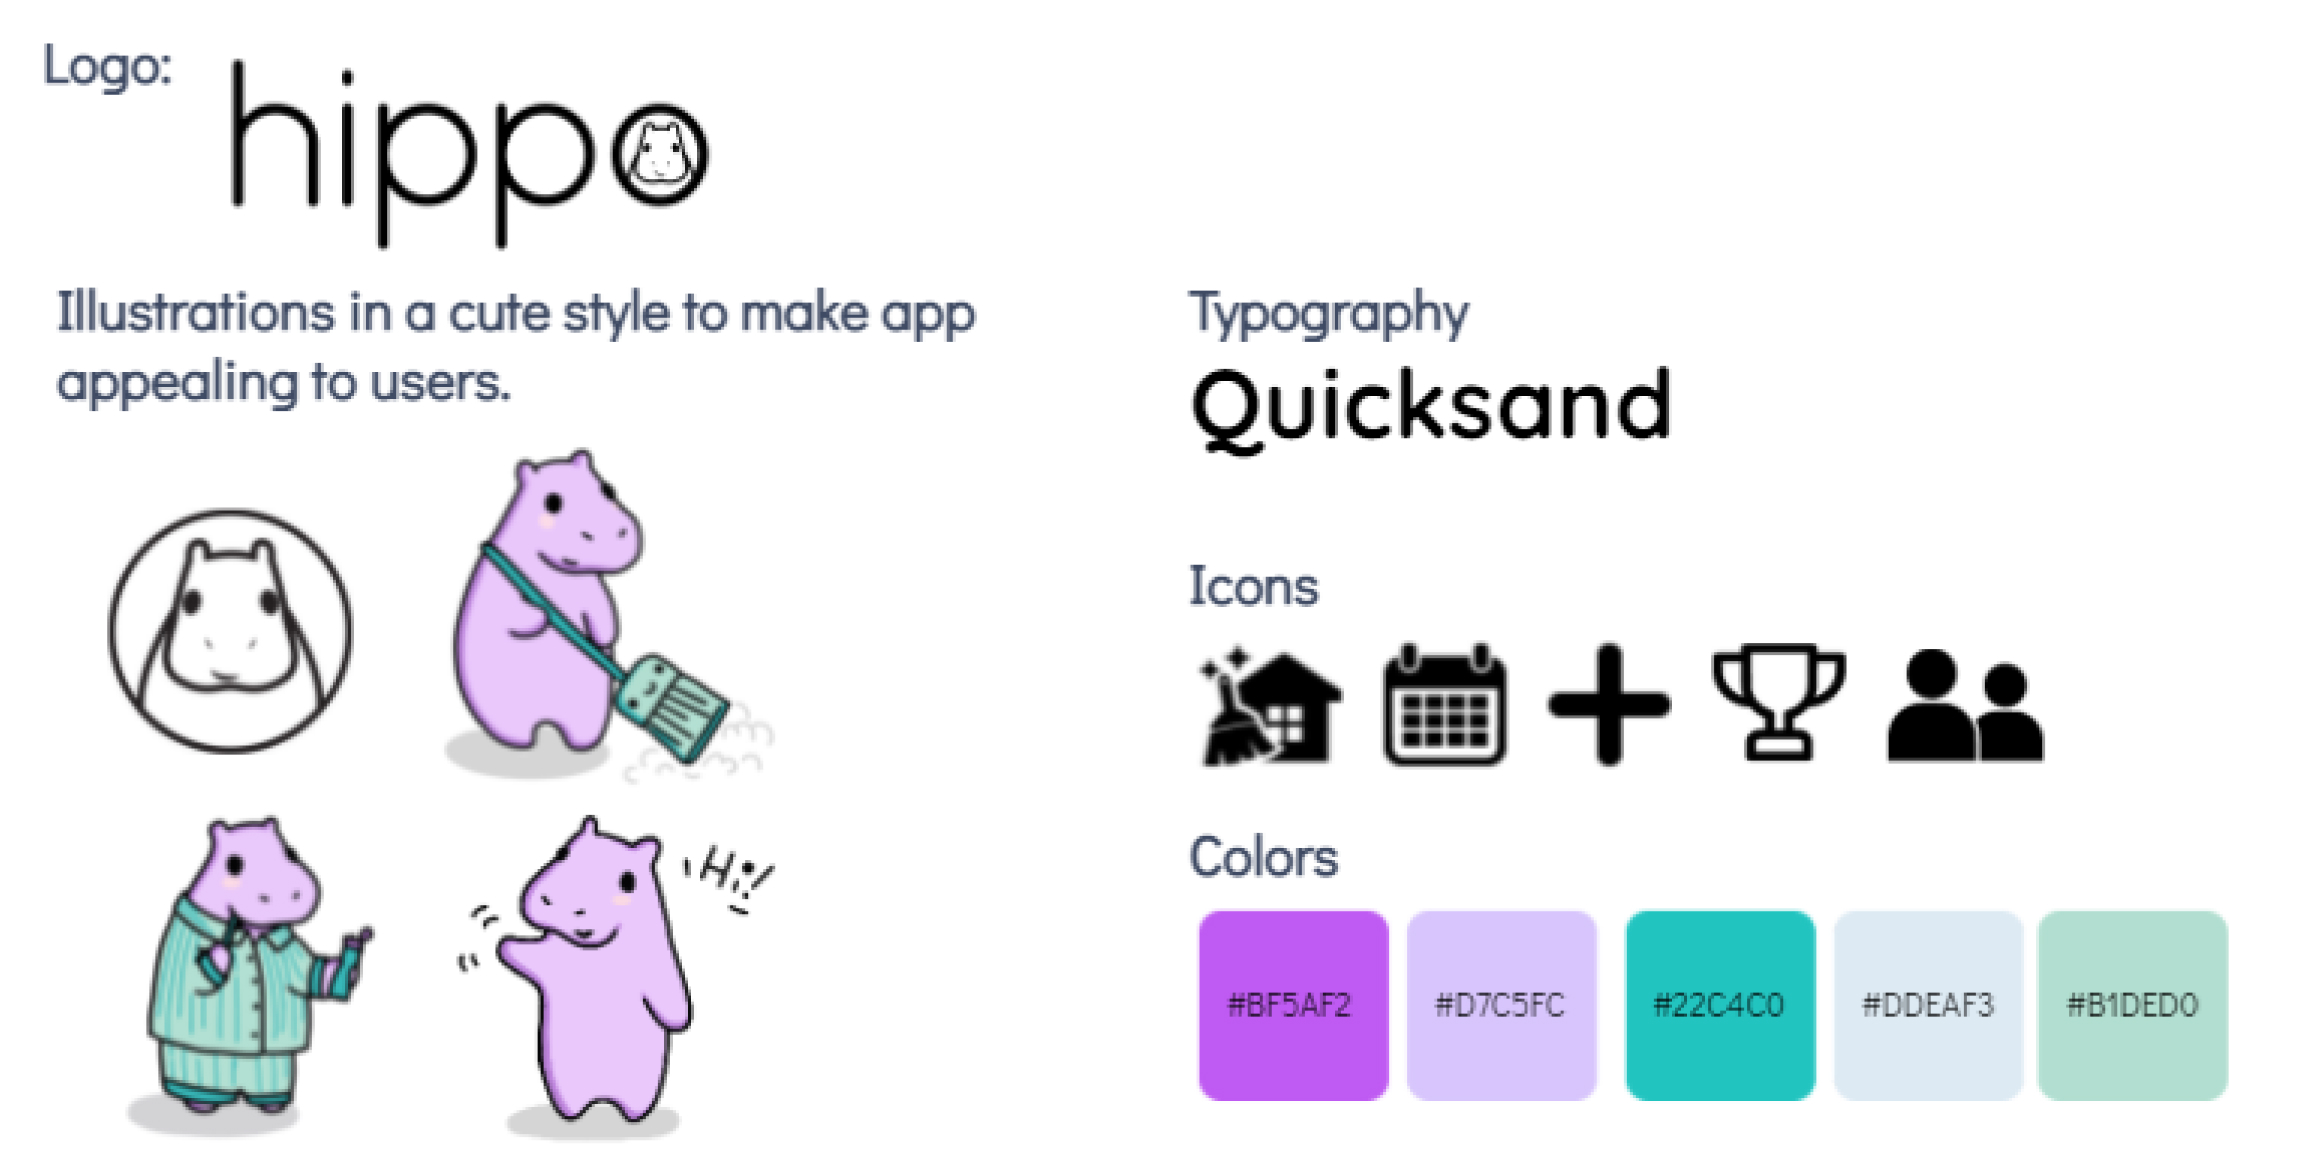 Logo:
hippo
Illustrations in a cute style to make app
appealing to users.
Hi!
Typography
Quicksand
Icons
Colors
#BF5AF2
#D7C5FC
#22C4C0
#DDEAF3
#B1DED0